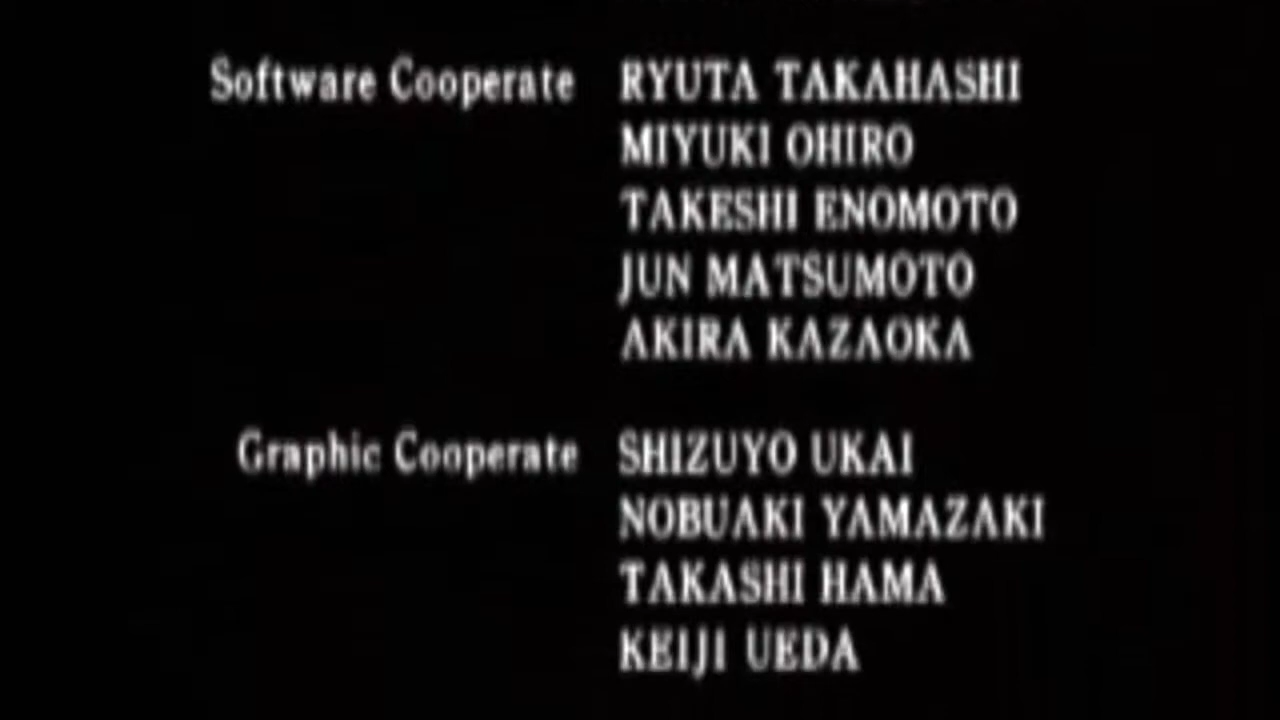 Software Cooperate RYUTA TAKAHASHI
MIYUKI OHIRO
TAKESHI ENOMOTO
JUN MATSUMOTO
AKIRA KAZAOKA
Graphic Cooperate SHIZUYO UKAI
NOBUAKI YAMAZAKI
TAKASHI HAMA
KEIJI UEDA